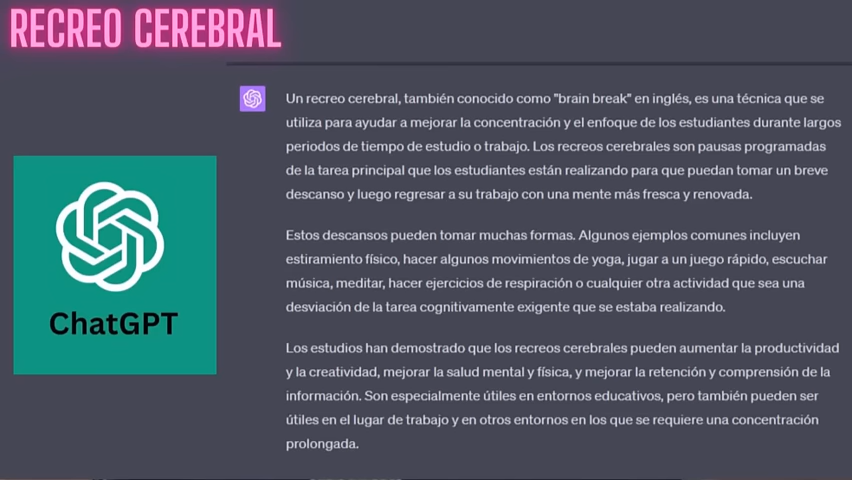 RECREO CEREBRAL
Un recreo cerebral, también conocido como "brain break" en inglés, es una técnica que se
utiliza para ayudar a mejorar la concentración y el enfoque de los estudiantes durante largos
periodos de tiempo de estudio o trabajo. Los recreos cerebrales son pausas programadas
de la tarea principal que los estudiantes están realizando para que puedan tomar un breve
descanso y luego regresar a su trabajo con una mente más fresca y renovada.
Estos descansos pueden tomar muchas formas. Algunos ejemplos comunes incluyen
estiramiento físico, hacer algunos movimientos de yoga, jugar a un juego rápido, escuchar
música, meditar, hacer ejercicios de respiración o cualquier otra actividad que sea una
desviación de la tarea cognitivamente exigente que se estaba realizando.
Los estudios han demostrado que los recreos cerebrales pueden aumentar la productividad
y la creatividad, mejorar la salud mental y física, y mejorar la retención y comprensión de la
información. Son especialmente útiles en entornos educativos, pero también pueden ser
útiles en el lugar de trabajo y en otros entornos en los que se requiere una concentración
prolongada.
ChatGPT